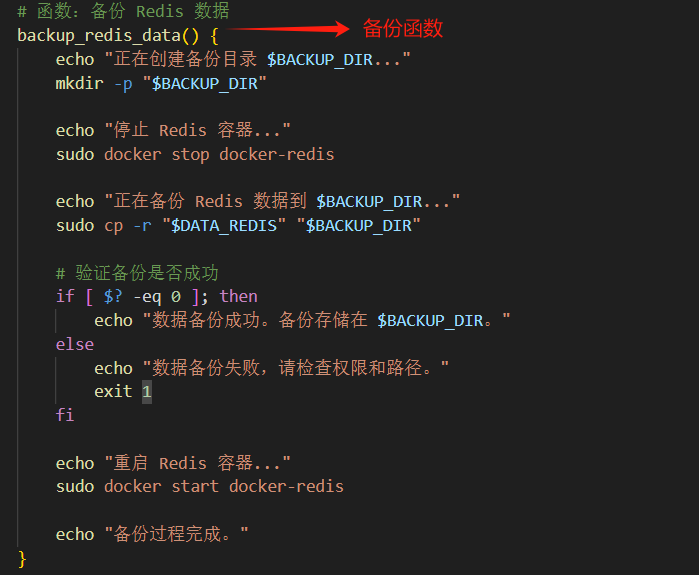 # 函数：备份 Redis 数据
backup_redis_data() { 备份函数
    echo "正在创建备份目录 $BACKUP_DIR..."
    mkdir -p "$BACKUP_DIR"

    echo "停止 Redis 容器..."
    sudo docker stop docker-redis

    echo "正在备份 Redis 数据到 $BACKUP_DIR..."
    sudo cp -r "$DATA_REDIS" "$BACKUP_DIR"

    # 验证备份是否成功
    if [ $? -eq 0 ]; then
        echo "数据备份成功。备份存储在 $BACKUP_DIR。"
    else
        echo "数据备份失败，请检查权限和路径。"
        exit 1
    fi

    echo "重启 Redis 容器..."
    sudo docker start docker-redis

    echo "备份过程完成。"
}